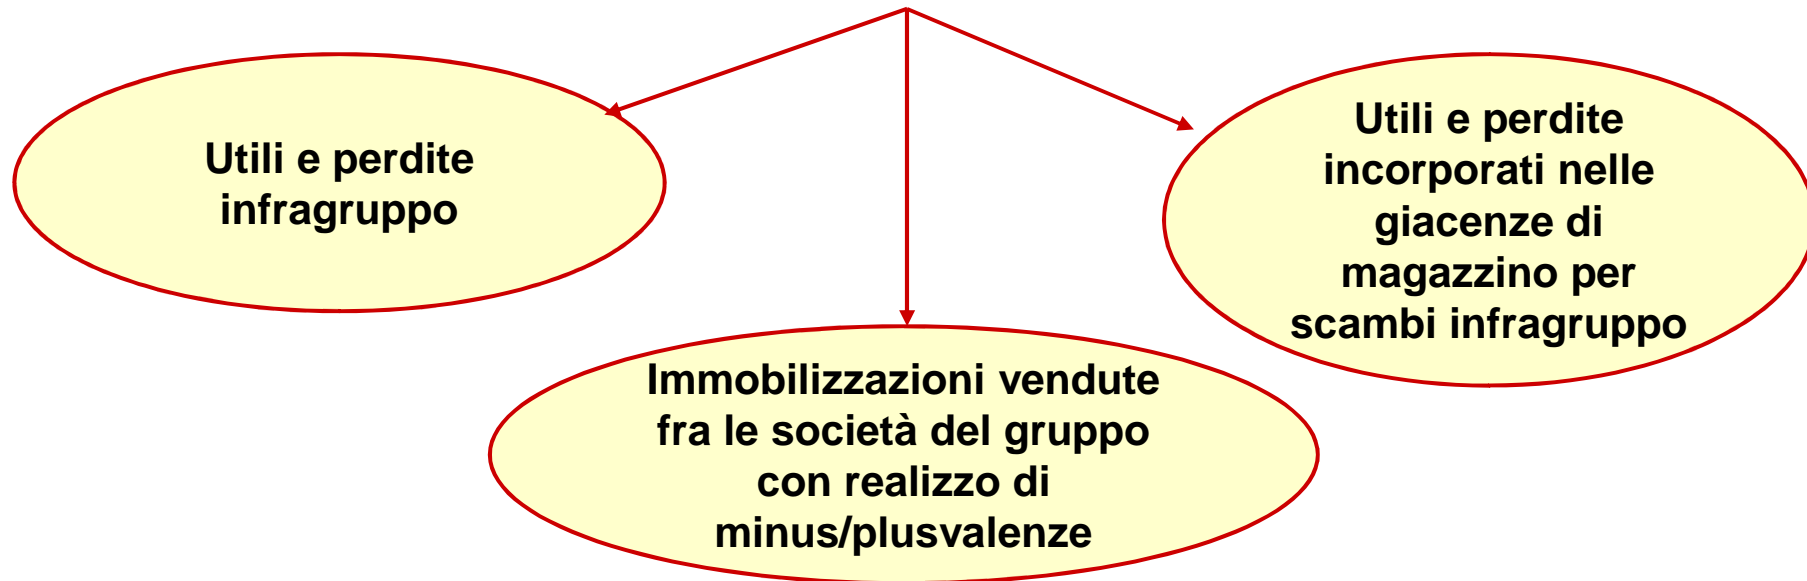 Utili e perdite
infragruppo
Immobilizzazioni vendute
fra le società del gruppo
con realizzo di
minus/plusvalenze
Utili e perdite
incorporati nelle
giacenze di
magazzino per
scambi infragruppo